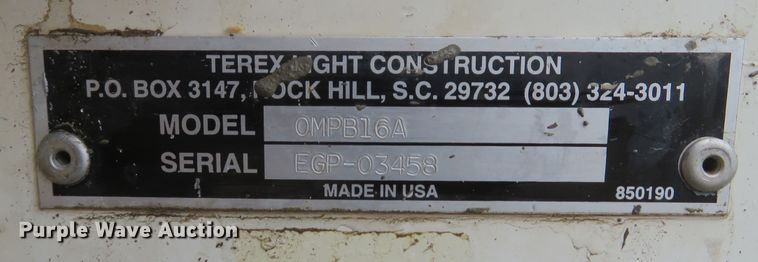 TEREX LIGHT CONSTRUCTION
P.O. BOX 3147, ROCK HILL, S.C. 29732 (803) 324-3011
MODEL OMPB16A
SERIAL EGP-03458
MADE IN USA
850190
Purple Wave Auction